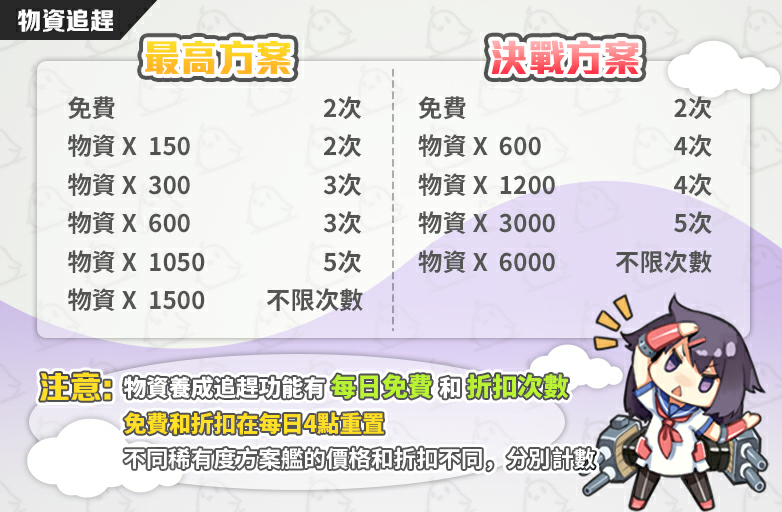 物資追趕
最高方案
免費 2次
物資 X 150 2次
物資 X 300 3次
物資 X 600 3次
物資 X 1050 5次
物資 X 1500 不限次數
決戰方案
免費 2次
物資 X 600 4次
物資 X 1200 4次
物資 X 3000 5次
物資 X 6000 不限次數
注意: 物資養成追趕功能有 每日免費 和 折扣次數
免費和折扣在每日4點重置
不同稀有度方案艦的價格和折扣不同，分別計數